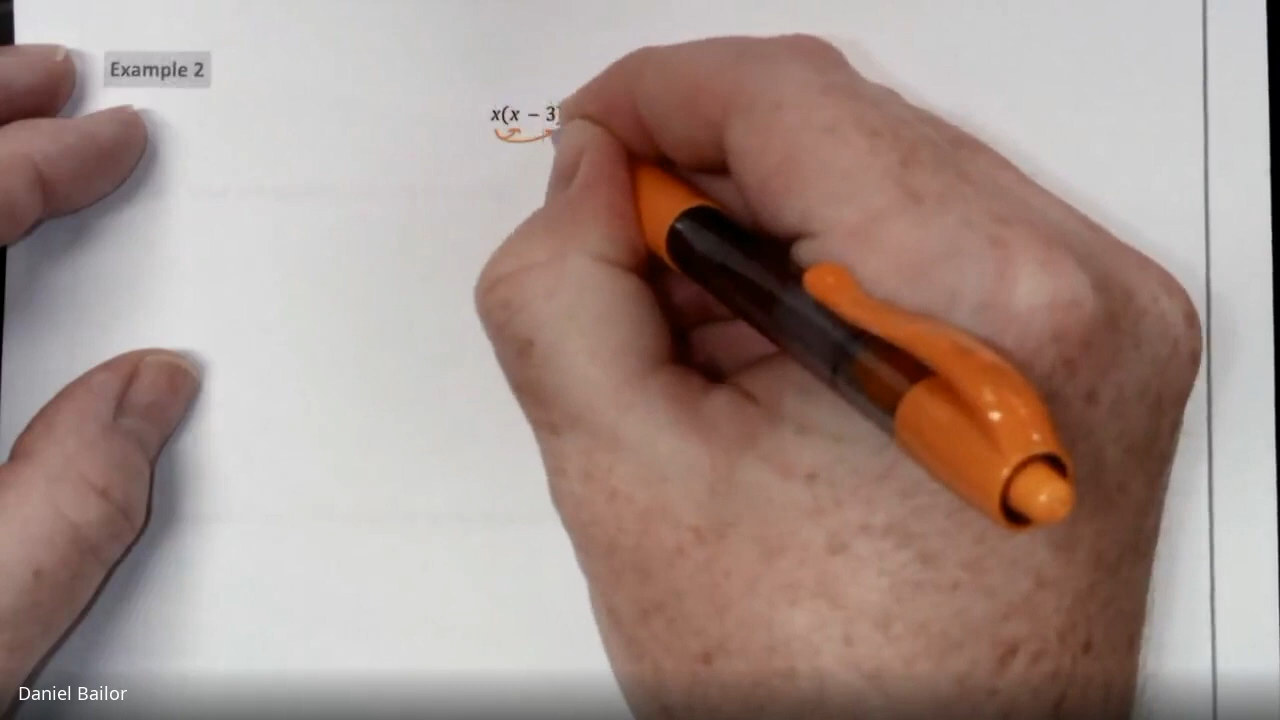 Example 2
x(x − 3)
Daniel Bailor